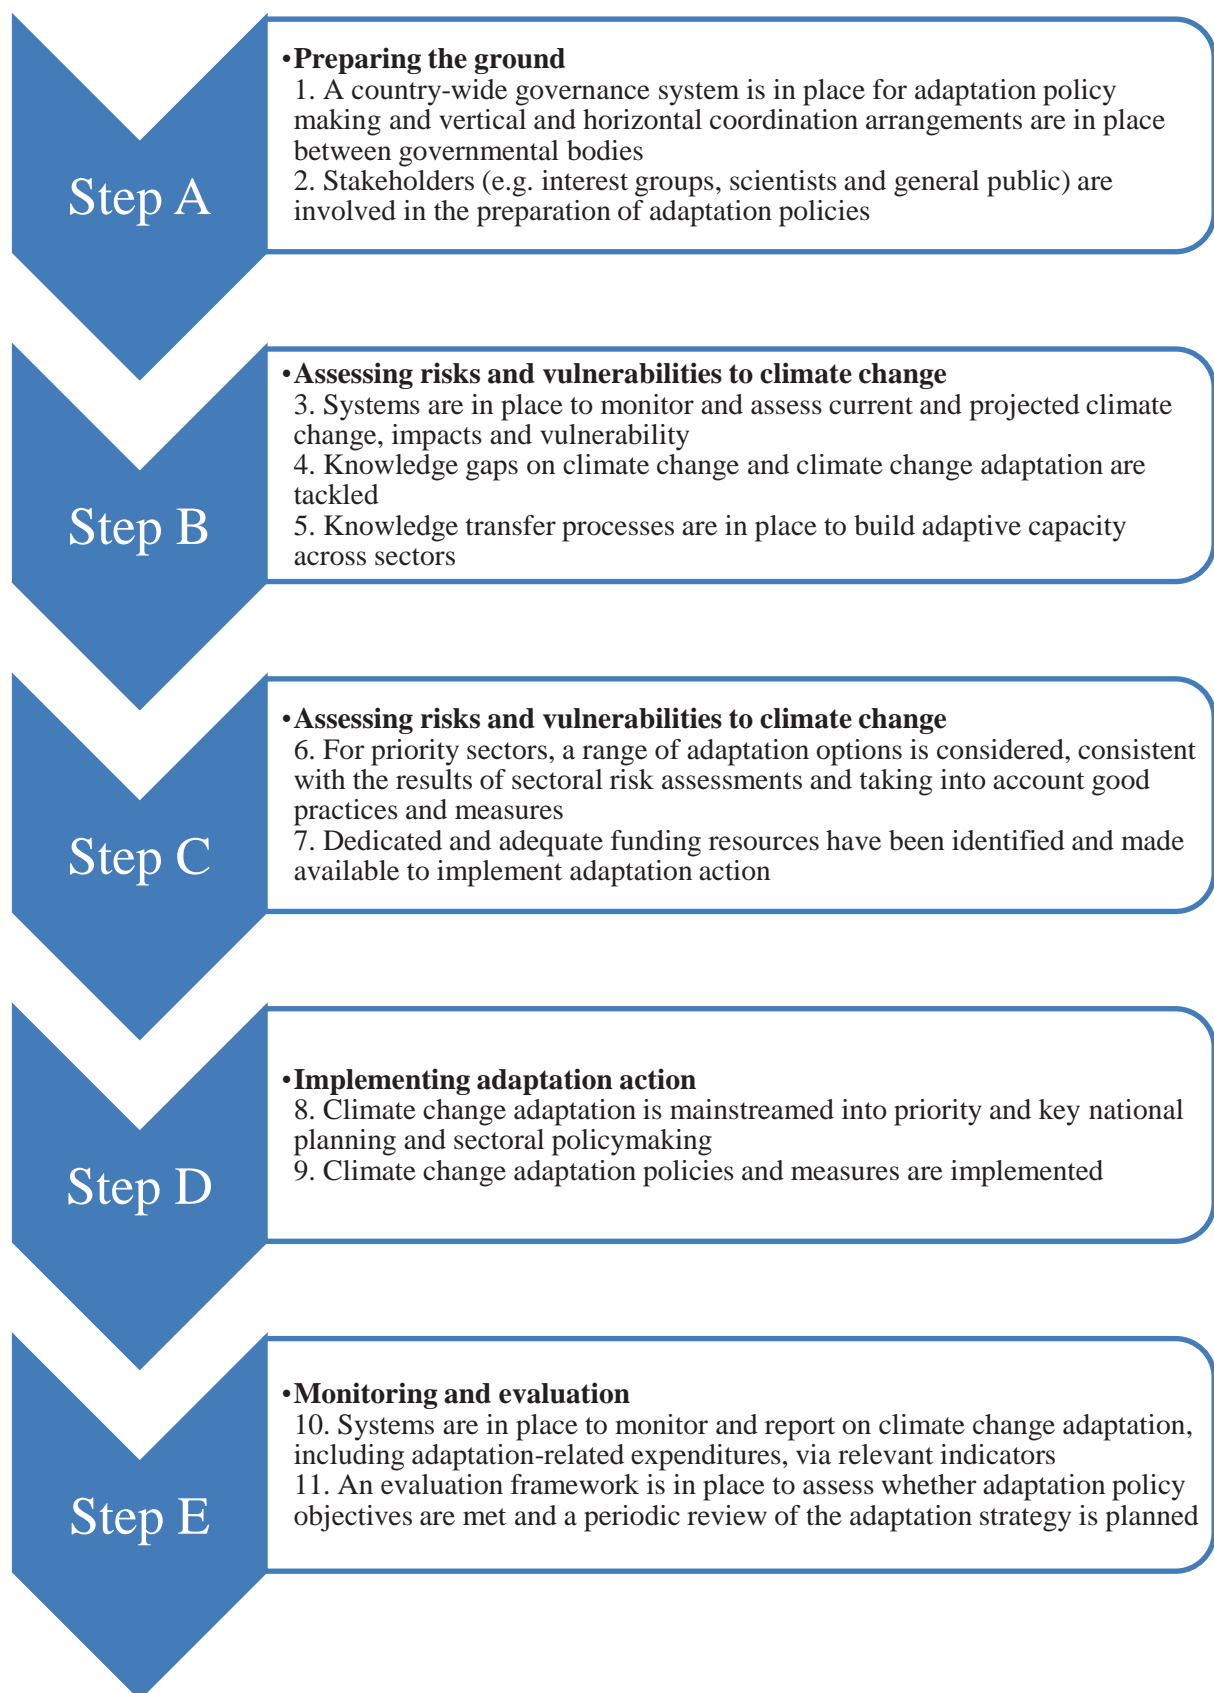 Step A
•Preparing the ground
1. A country-wide governance system is in place for adaptation policy
making and vertical and horizontal coordination arrangements are in place
between governmental bodies
2. Stakeholders (e.g. interest groups, scientists and general public) are
involved in the preparation of adaptation policies
Step B
•Assessing risks and vulnerabilities to climate change
3. Systems are in place to monitor and assess current and projected climate
change, impacts and vulnerability
4. Knowledge gaps on climate change and climate change adaptation are
tackled
5. Knowledge transfer processes are in place to build adaptive capacity
across sectors
Step C
•Assessing risks and vulnerabilities to climate change
6. For priority sectors, a range of adaptation options is considered, consistent
with the results of sectoral risk assessments and taking into account good
practices and measures
7. Dedicated and adequate funding resources have been identified and made
available to implement adaptation action
Step D
•Implementing adaptation action
8. Climate change adaptation is mainstreamed into priority and key national
planning and sectoral policymaking
9. Climate change adaptation policies and measures are implemented
Step E
•Monitoring and evaluation
10. Systems are in place to monitor and report on climate change adaptation,
including adaptation-related expenditures, via relevant indicators
11. An evaluation framework is in place to assess whether adaptation policy
objectives are met and a periodic review of the adaptation strategy is planned